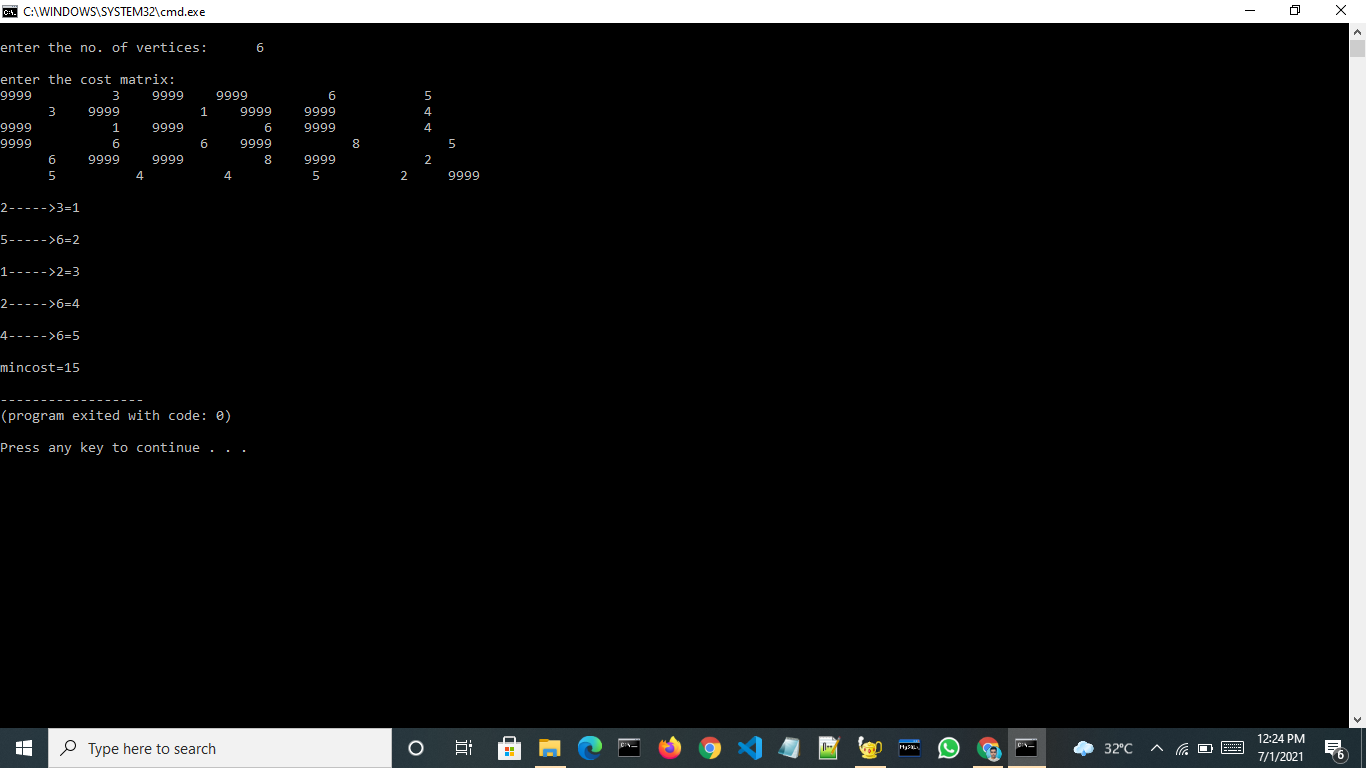 C:\WINDOWS\SYSTEM32\cmd.exe
enter the no. of vertices:      6
enter the cost matrix:
9999          3    9999    9999          6           5
      3    9999          1    9999    9999           4
9999          1    9999          6    9999           4
9999          6          6    9999          8           5
      6    9999    9999          8    9999           2
      5          4          4          5          2     9999
2----->3=1
5----->6=2
1----->2=3
2----->6=4
4----->6=5
mincost=15
------------------
(program exited with code: 0)
Press any key to continue . . .
Type here to search
32°C
12:24 PM
7/1/2021
6